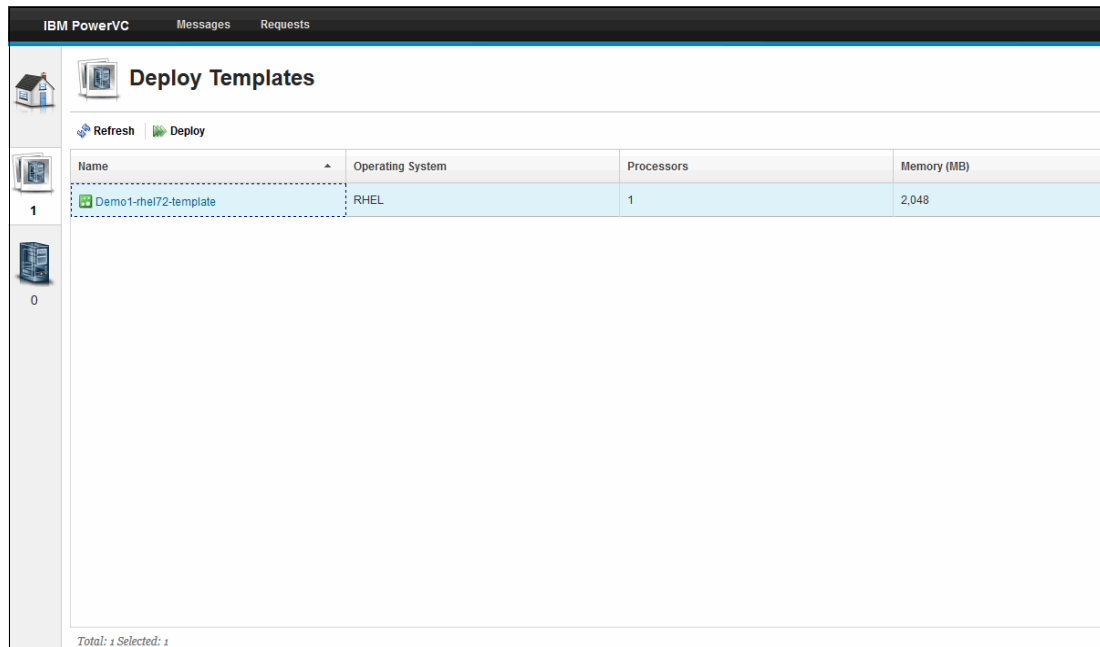 IBM PowerVC Messages Requests
Deploy Templates
Refresh Deploy
Name Operating System Processors Memory (MB)
Demo1-rhel72-template RHEL 1 2,048
1
0
Total: 1 Selected: 1